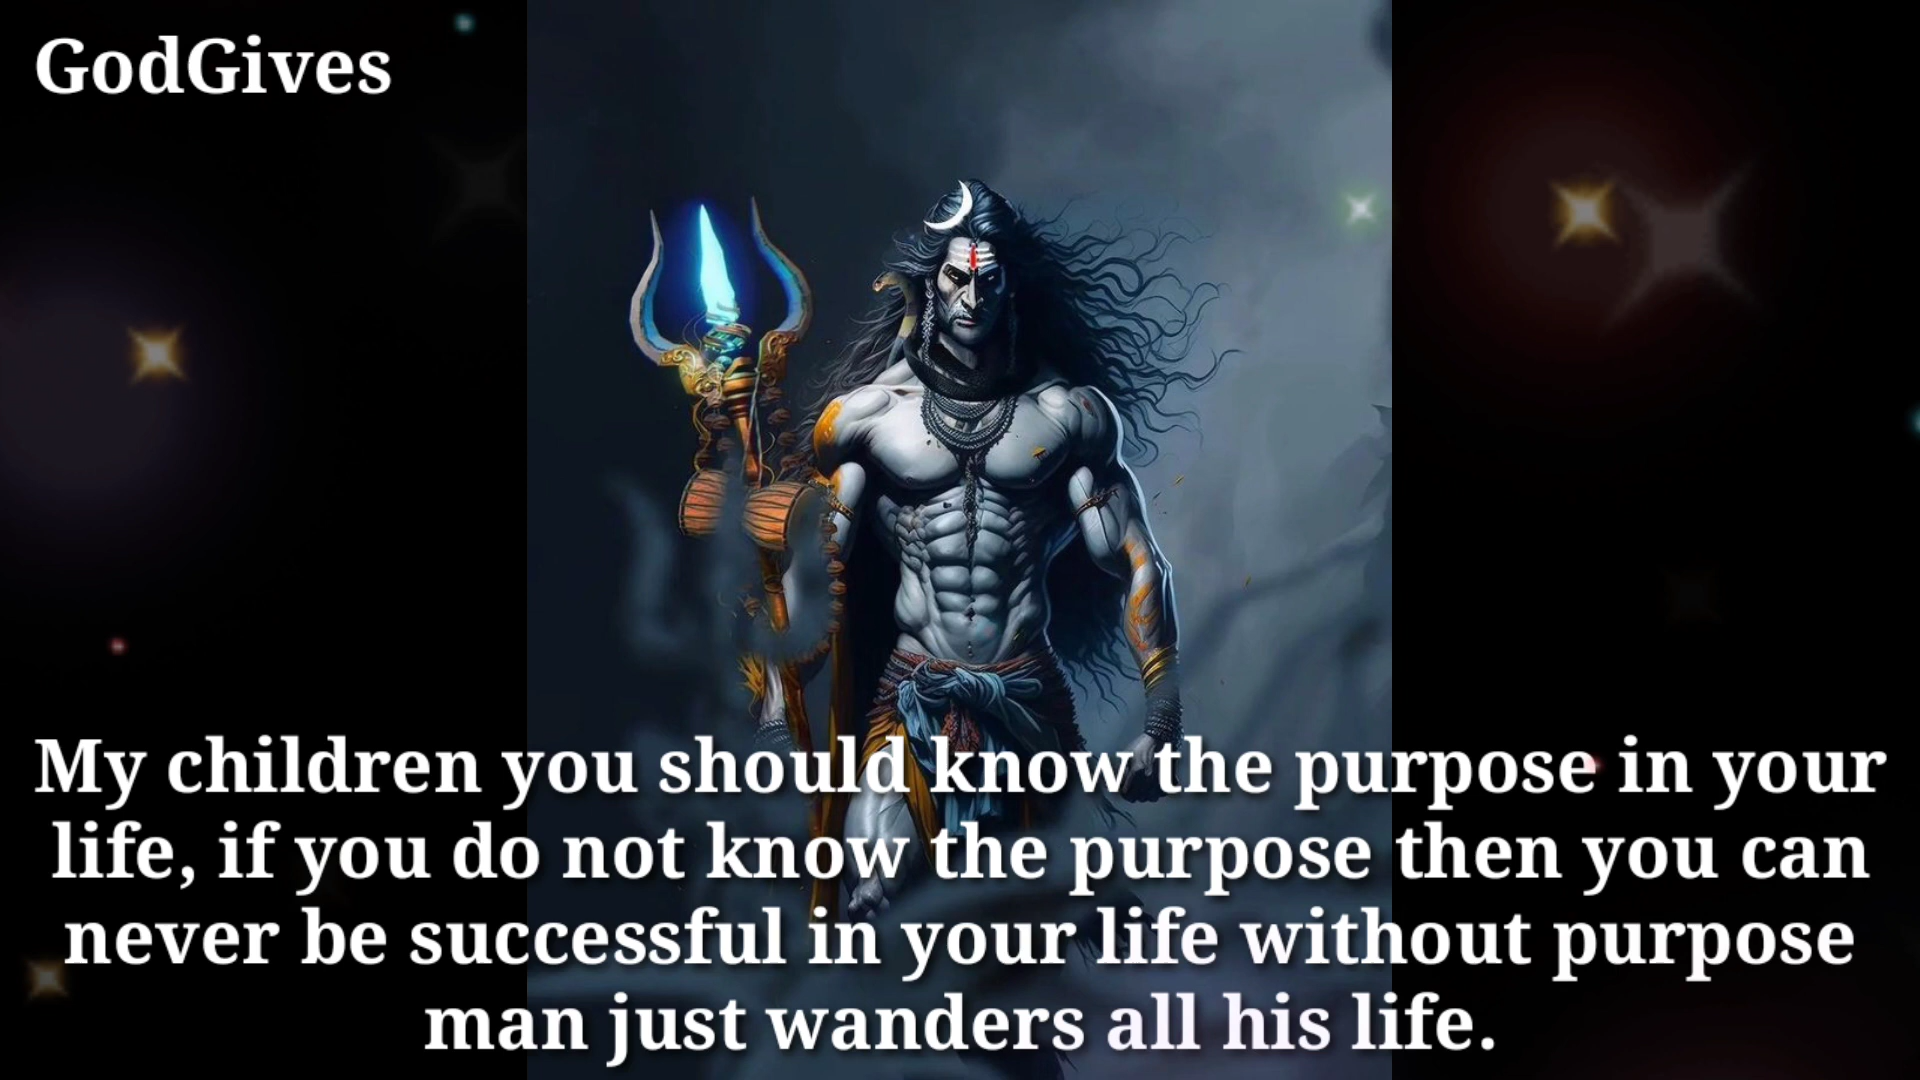 GodGives
My children you should know the purpose in your
life, if you do not know the purpose then you can
never be successful in your life without purpose
man just wanders all his life.